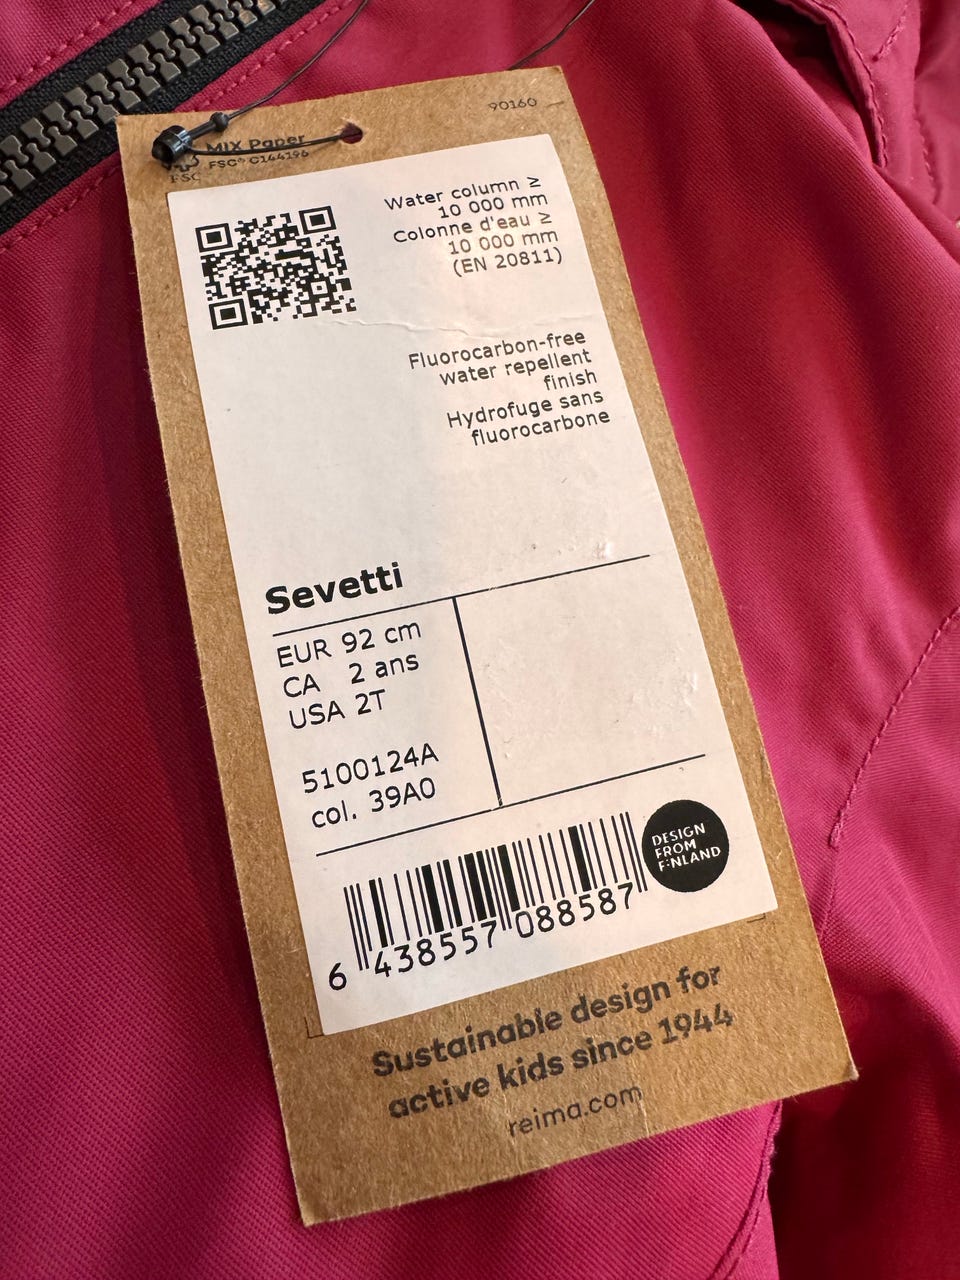 90160
MIX Paper
FSC® C144196
FSC
Water column ≥
10 000 mm
Colonne d'eau ≥
10 000 mm
(EN 20811)
Fluorocarbon-free
water repellent
finish
Hydrofuge sans
fluorocarbone
Sevetti
EUR 92 cm
CA 2 ans
USA 2T
5100124A
col. 39A0
DESIGN
FROM
FINLAND
6 438557 088587
Sustainable design for
active kids since 1944
reima.com